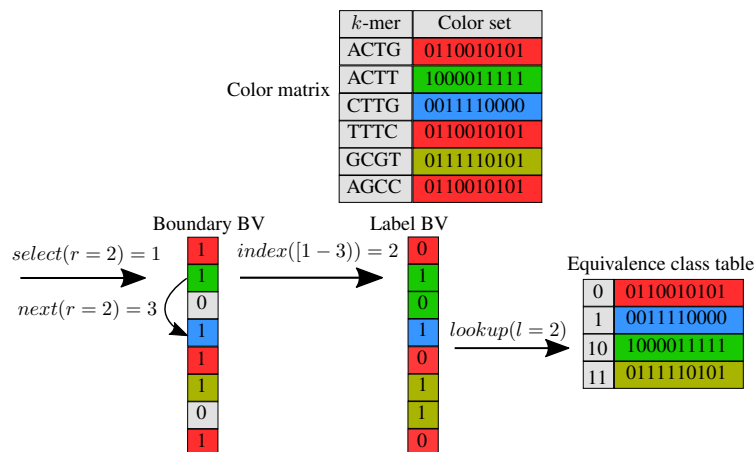 k-mer Color set
ACTG 0110010101
ACTT 1000011111
Color matrix
CTTG 0011110000
TTTC 0110010101
GCGT 0111110101
AGCC 0110010101
Boundary BV
Label BV
select(r = 2) = 1
next(r = 2) = 3
1
1
0
1
1
1
0
1
index([1 − 3)) = 2
0
1
0
1
0
1
1
0
lookup(l = 2)
Equivalence class table
0 0110010101
1 0011110000
10 1000011111
11 0111110101